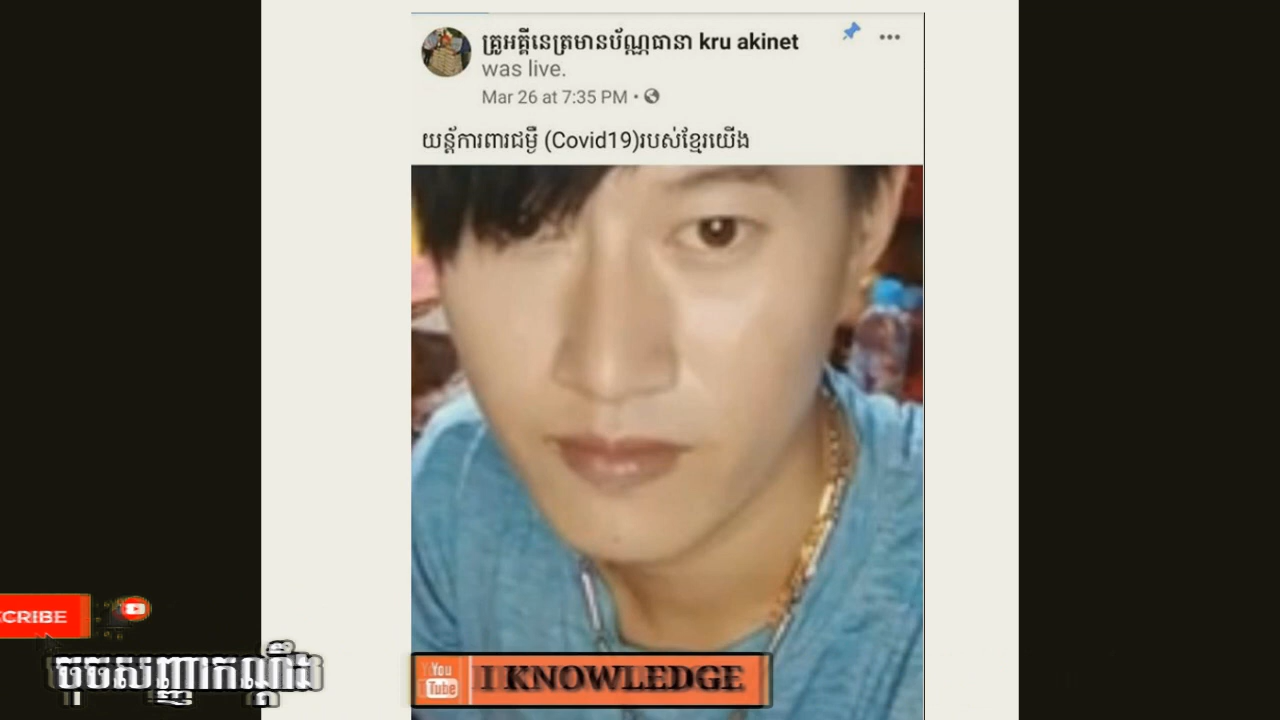 គ្រូអគ្គីនេត្រមានប័ណ្ណធានា kru akinet
was live.
Mar 26 at 7:35 PM
យន្ត័ការពារជម្ងឺ (Covid19)របស់ខ្មែរយើង
CRIBE
ចុចសញ្ញាកណ្ដឹង
You
Tube
I KNOWLEDGE